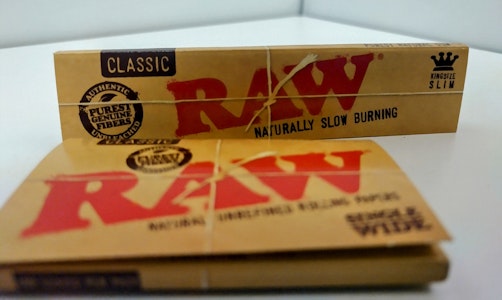 CLASSIC
RAW®
KINGSIZE
SLIM
AUTHENTIC
PUREST
GENUINE
FIBERS
UNBLEACHED
NATURALLY SLOW BURNING
CLASSIC
RAW
NATURAL UNREFINED ROLLING PAPERS
SINGLE
WIDE